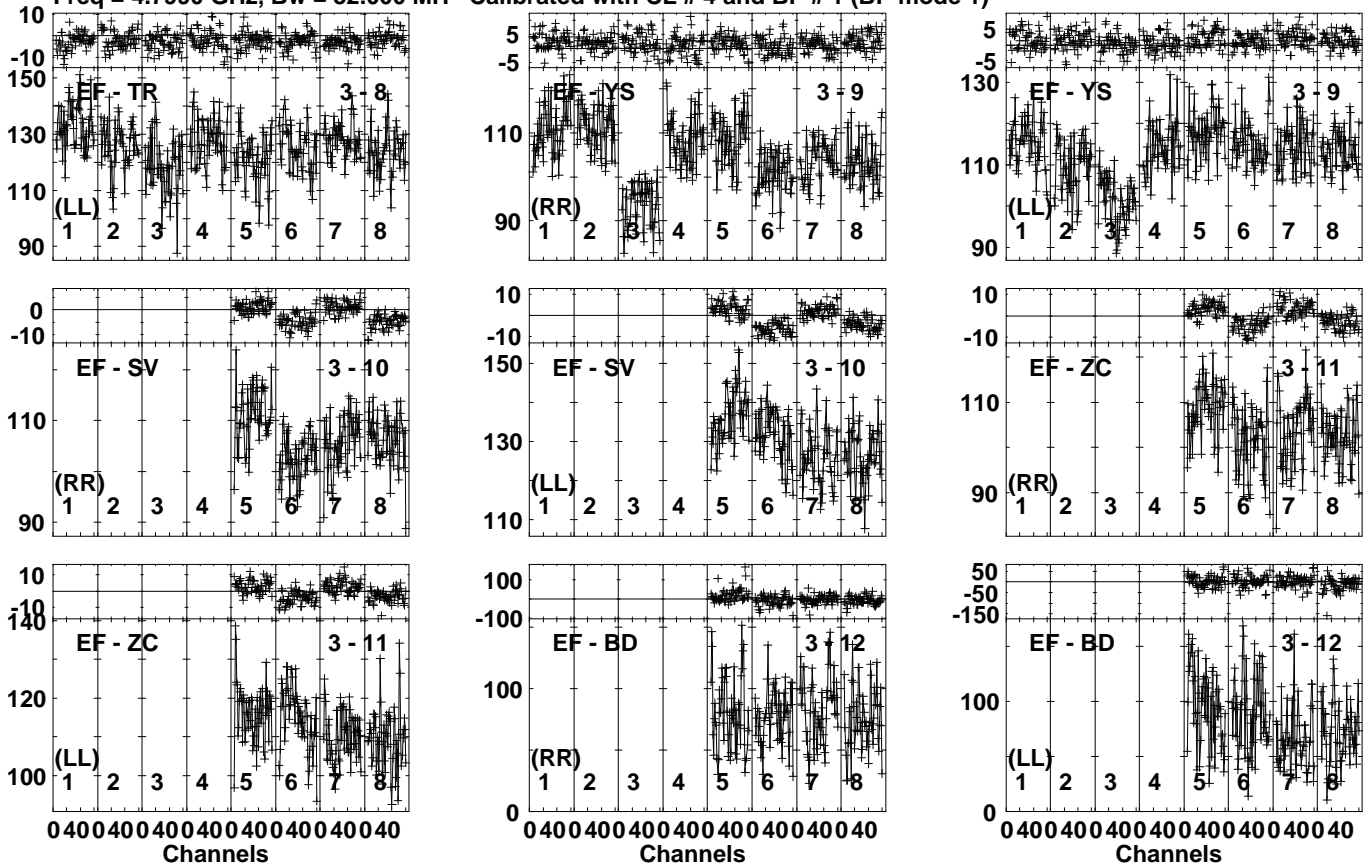 10
-10
150
130
110
90
EF - TR 3 - 8
(LL)
1 2 3 4 5 6 7 8
5
-5
110
90
EF - YS 3 - 9
(RR)
1 2 3 4 5 6 7 8
5
-5
130
110
90
EF - YS 3 - 9
(LL)
1 2 3 4 5 6 7 8
0
-10
110
90
EF - SV 3 - 10
(RR)
1 2 3 4 5 6 7 8
10
-10
150
130
110
EF - SV 3 - 10
(LL)
1 2 3 4 5 6 7 8
10
-10
110
90
EF - ZC 3 - 11
(RR)
1 2 3 4 5 6 7 8
10
-10
140
120
100
EF - ZC 3 - 11
(LL)
1 2 3 4 5 6 7 8
0 40 0 40 0 40 0 40 0 40 0 40 0 40 0 40
Channels
100
-100
100
0
EF - BD 3 - 12
(RR)
1 2 3 4 5 6 7 8
0 40 0 40 0 40 0 40 0 40 0 40 0 40 0 40
Channels
50
-50
-150
100
0
EF - BD 3 - 12
(LL)
1 2 3 4 5 6 7 8
0 40 0 40 0 40 0 40 0 40 0 40 0 40 0 40
Channels